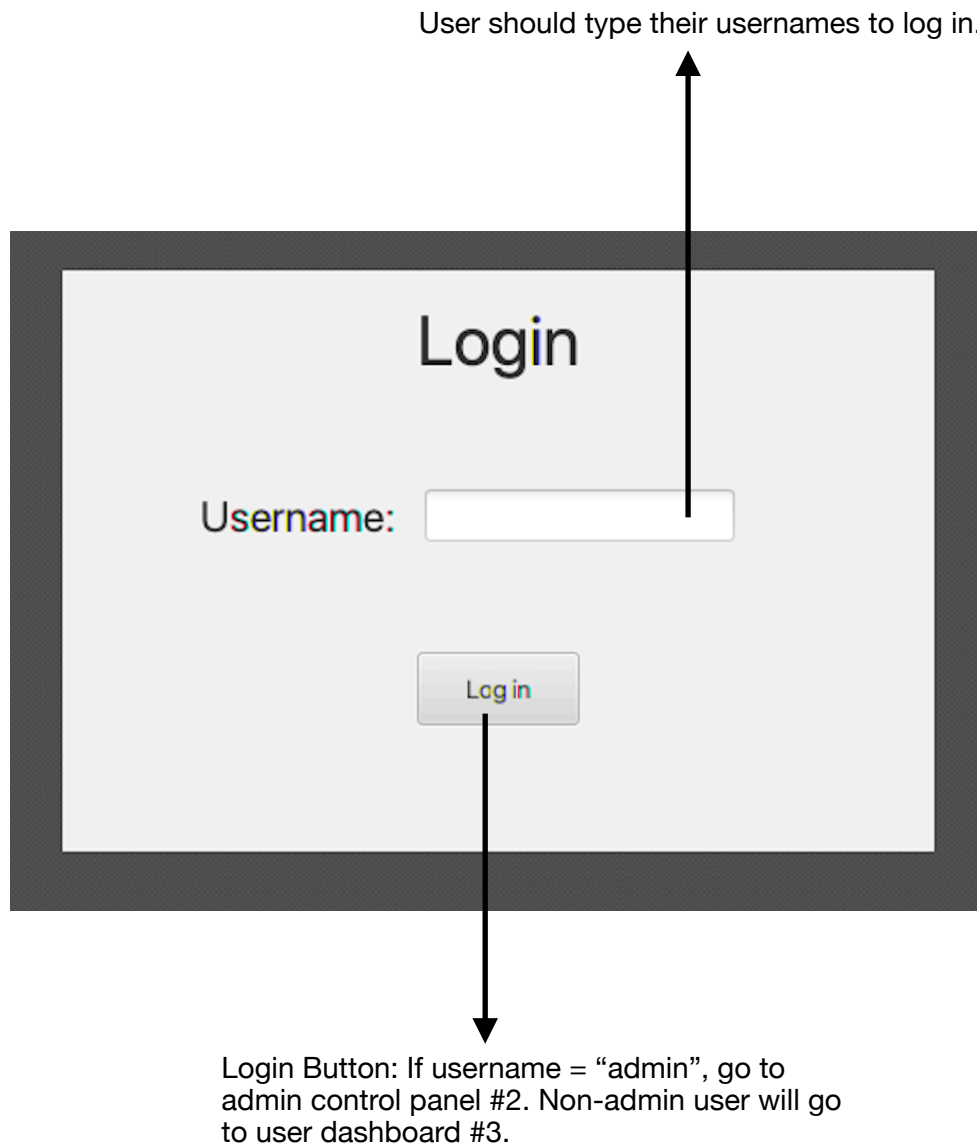 User should type their usernames to log in.
Login
Username:
Log in
Login Button: If username = “admin”, go to
admin control panel #2. Non-admin user will go
to user dashboard #3.